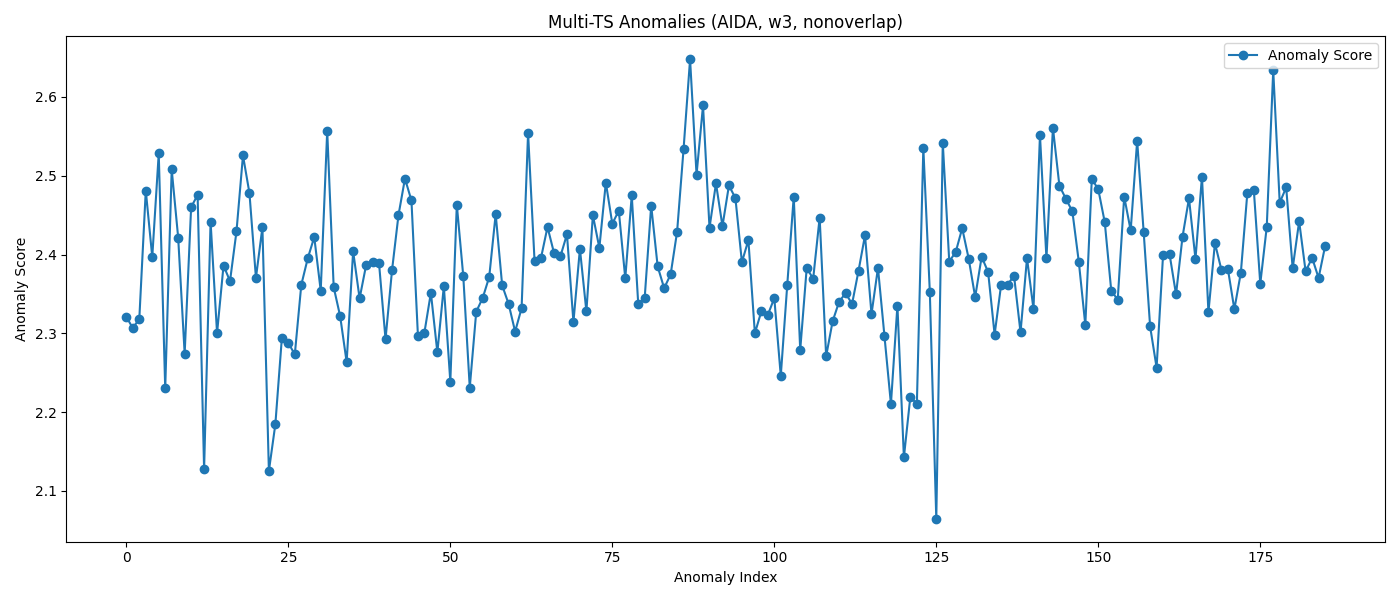 Multi-TS Anomalies (AIDA, w3, nonoverlap)
Anomaly Score
2.6
2.5
2.4
2.3
2.2
2.1
Anomaly Score
0 25 50 75 100 125 150 175
Anomaly Index